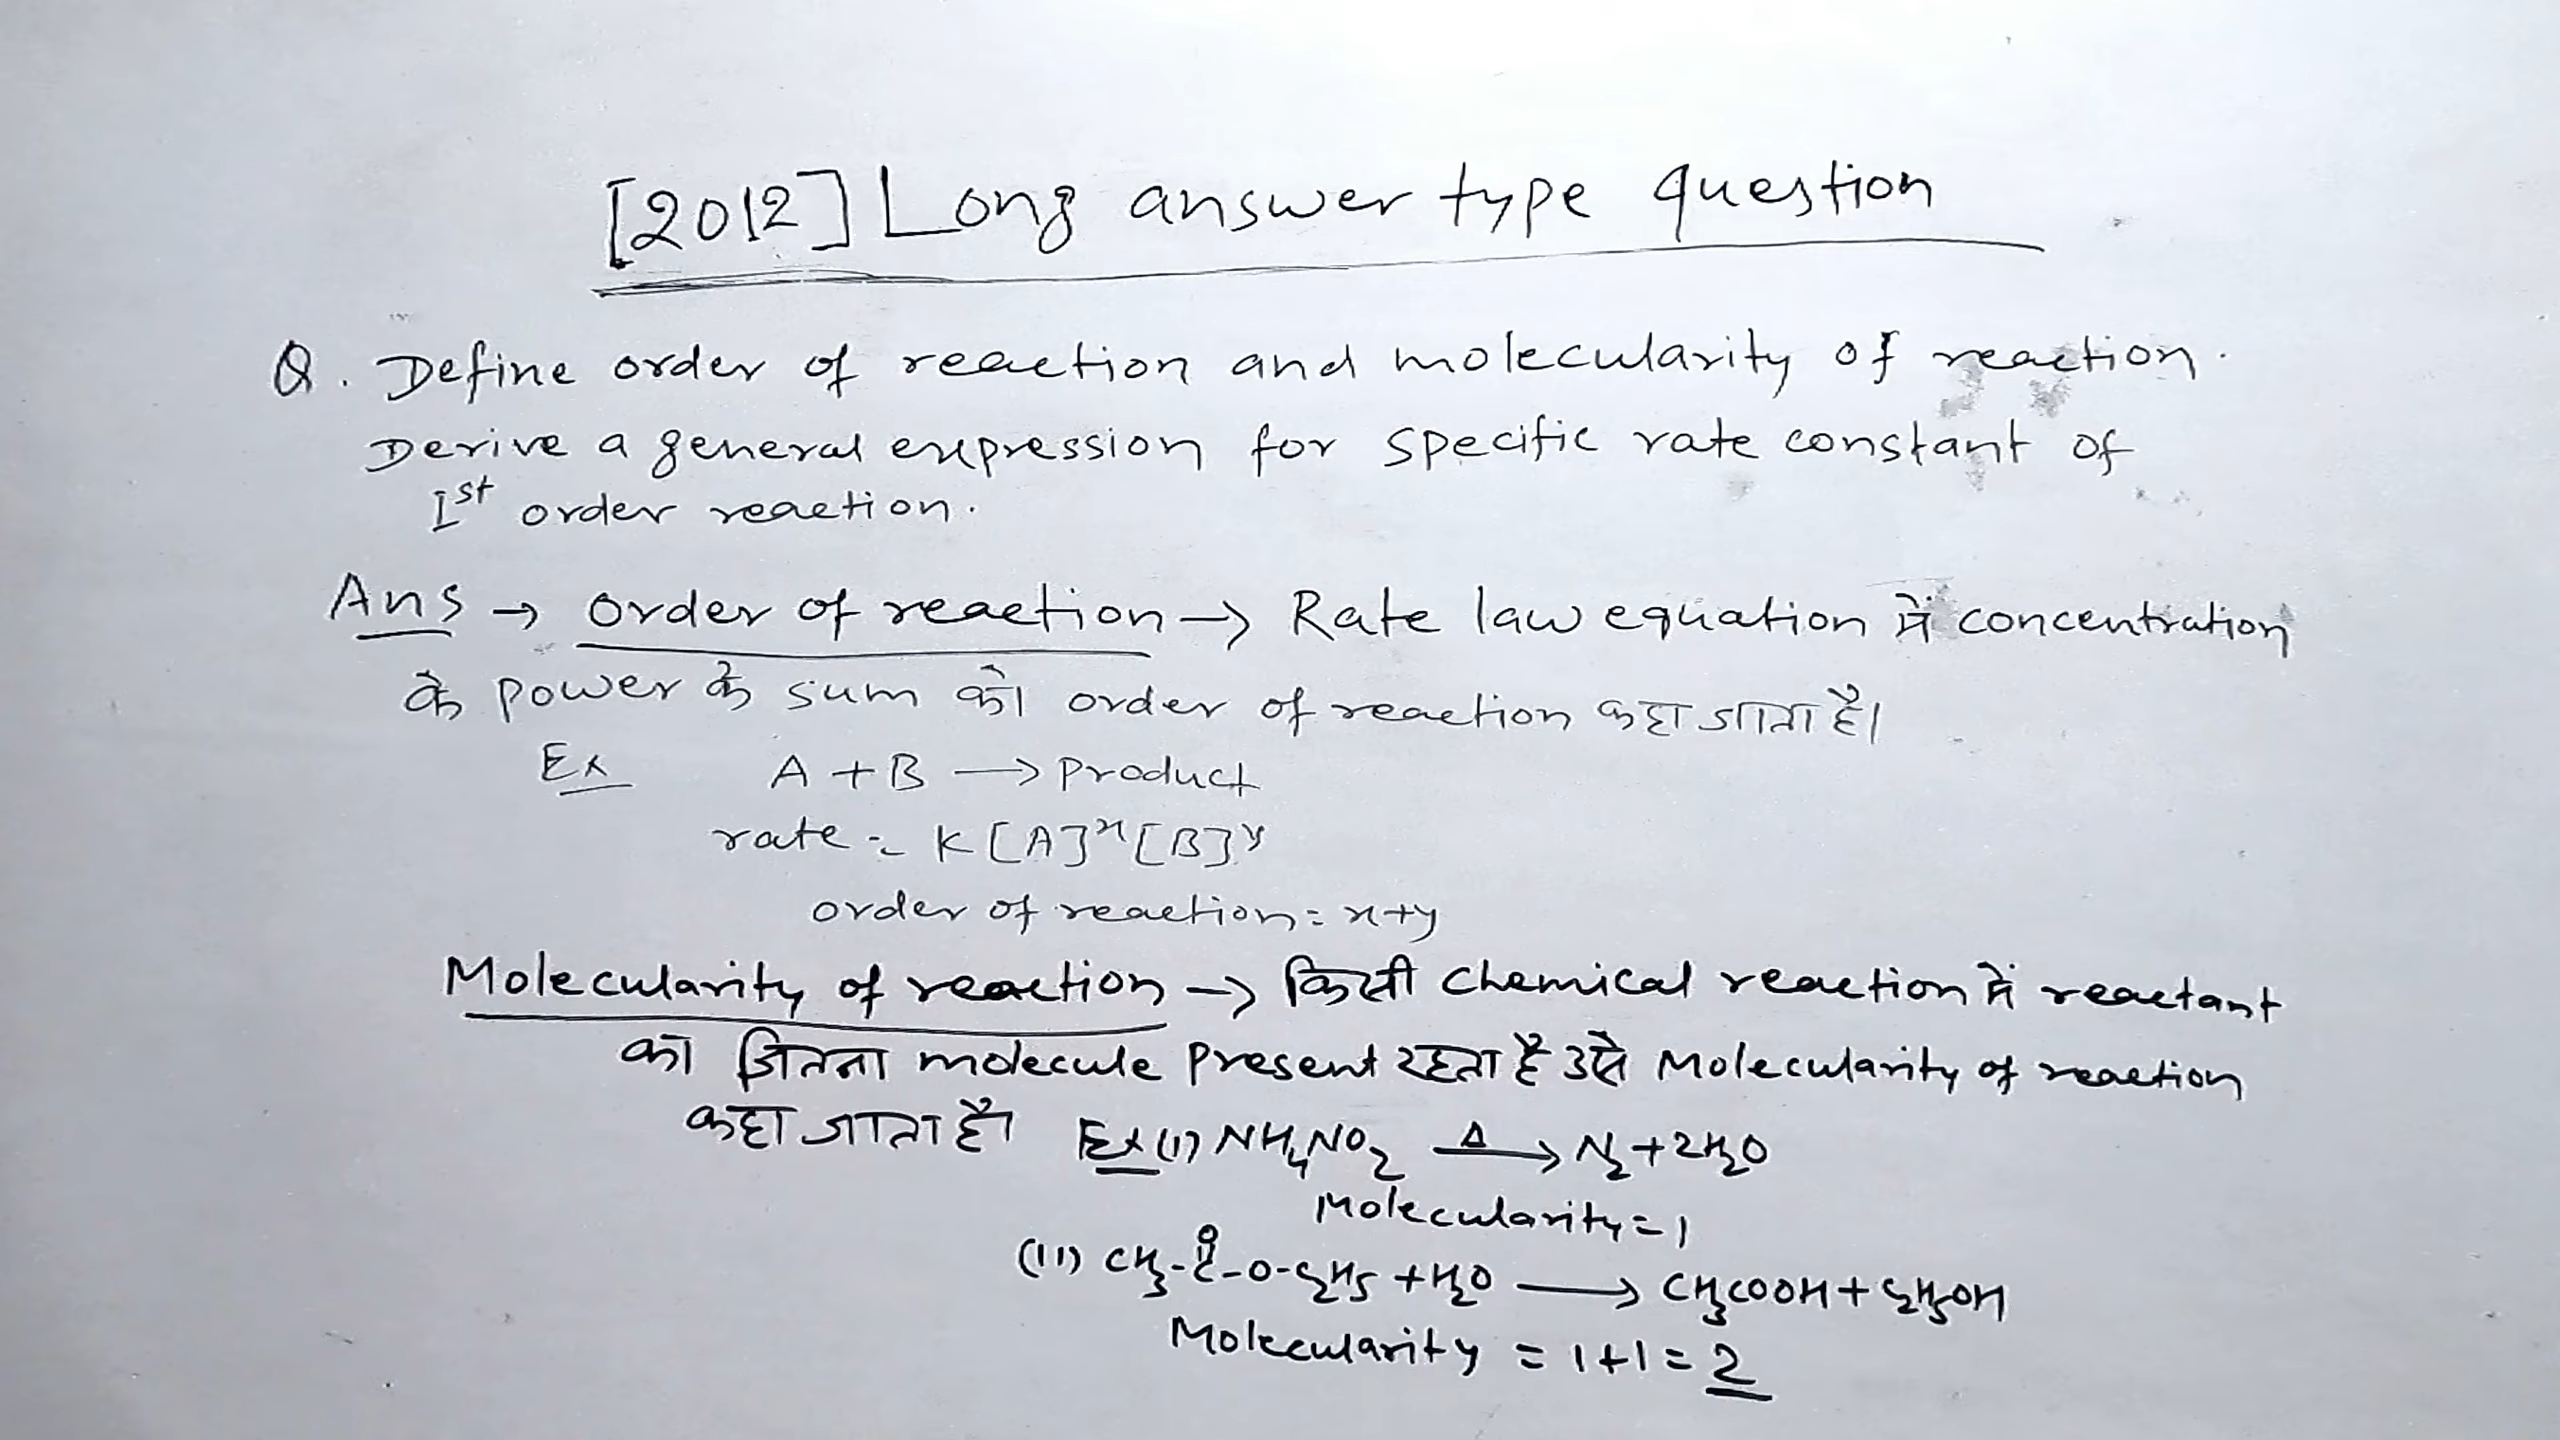 [2012] Long answer type question
Q. Define order of reaction and molecularity of reaction.
Derive a general expression for specific rate constant of
Ist order reaction.
Ans → order of reaction → Rate law equation में concentration
के power के sum को order of reaction कहा जाता है।
Ex A + B → product
rate = K[A]ˣ[B]ʸ
order of reaction = x+y
Molecularity of reaction → किसी chemical reaction में reactant
का जितना molecule present रहता है उसे Molecularity of reaction
कहा जाता है। Ex (i) NH₄NO₂ —Δ→ N₂ + 2H₂O
Molecularity = 1
(ii) CH₃-C(=O)-O-C₂H₅ + H₂O → CH₃COOH + C₂H₅OH
Molecularity = 1+1 = 2